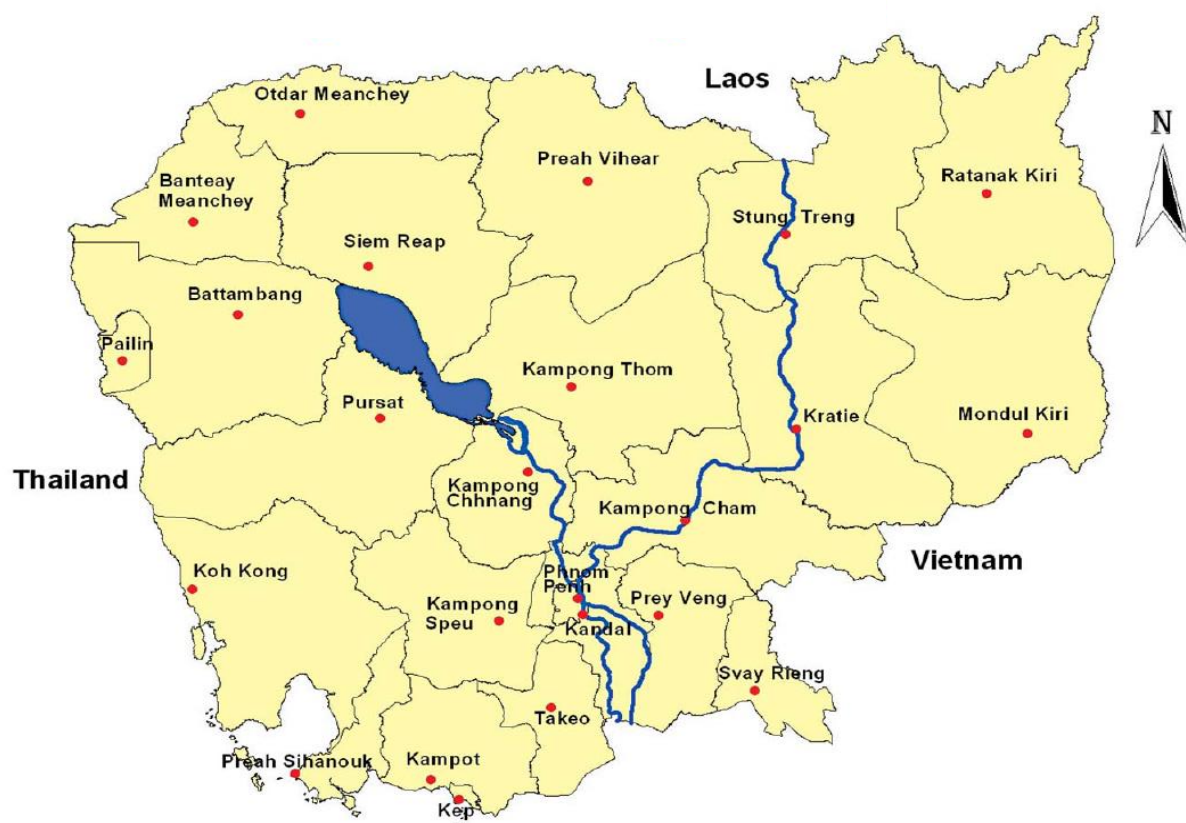 Laos
N
Otdar Meanchey
Preah Vihear
Ratanak Kiri
Banteay
Meanchey
Stung Treng
Siem Reap
Battambang
Pailin
Kampong Thom
Pursat
Kratie
Mondul Kiri
Thailand
Kampong
Chhnang
Kampong Cham
Vietnam
Koh Kong
Phnom
Penh
Kampong
Speu
Prey Veng
Kandal
Svay Rieng
Takeo
Preah Sihanouk
Kampot
Kep